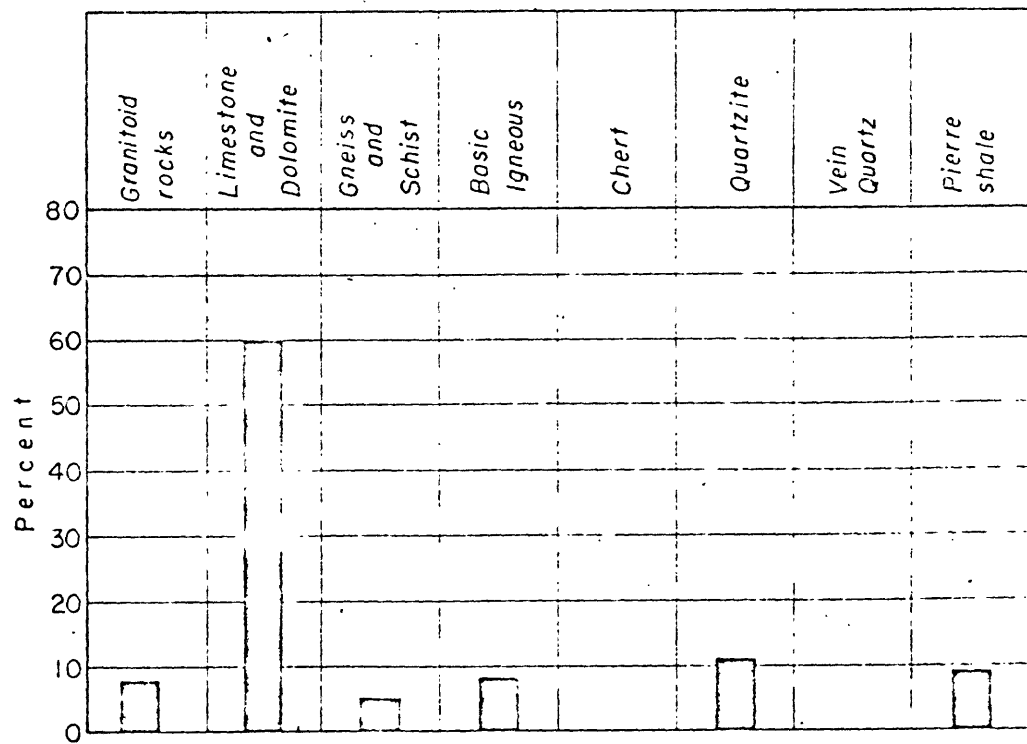 Granitoid
rocks
Limestone
and
Dolomite
Gneiss
and
Schist
Basic
Igneous
Chert
Quartzite
Vein
Quartz
Pierre
shale
80
70
60
50
40
30
20
10
0
Percent